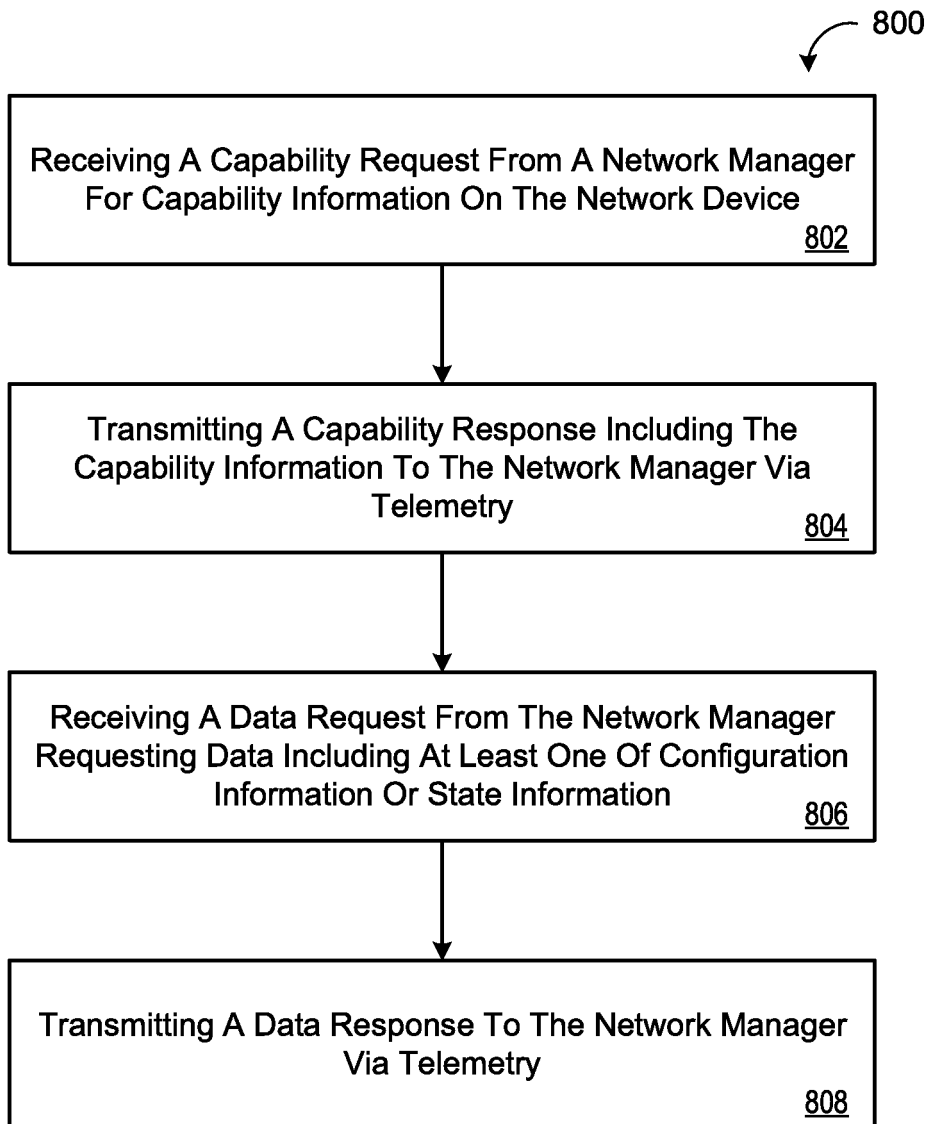 800
Receiving A Capability Request From A Network Manager
For Capability Information On The Network Device
802
Transmitting A Capability Response Including The
Capability Information To The Network Manager Via
Telemetry
804
Receiving A Data Request From The Network Manager
Requesting Data Including At Least One Of Configuration
Information Or State Information
806
Transmitting A Data Response To The Network Manager
Via Telemetry
808